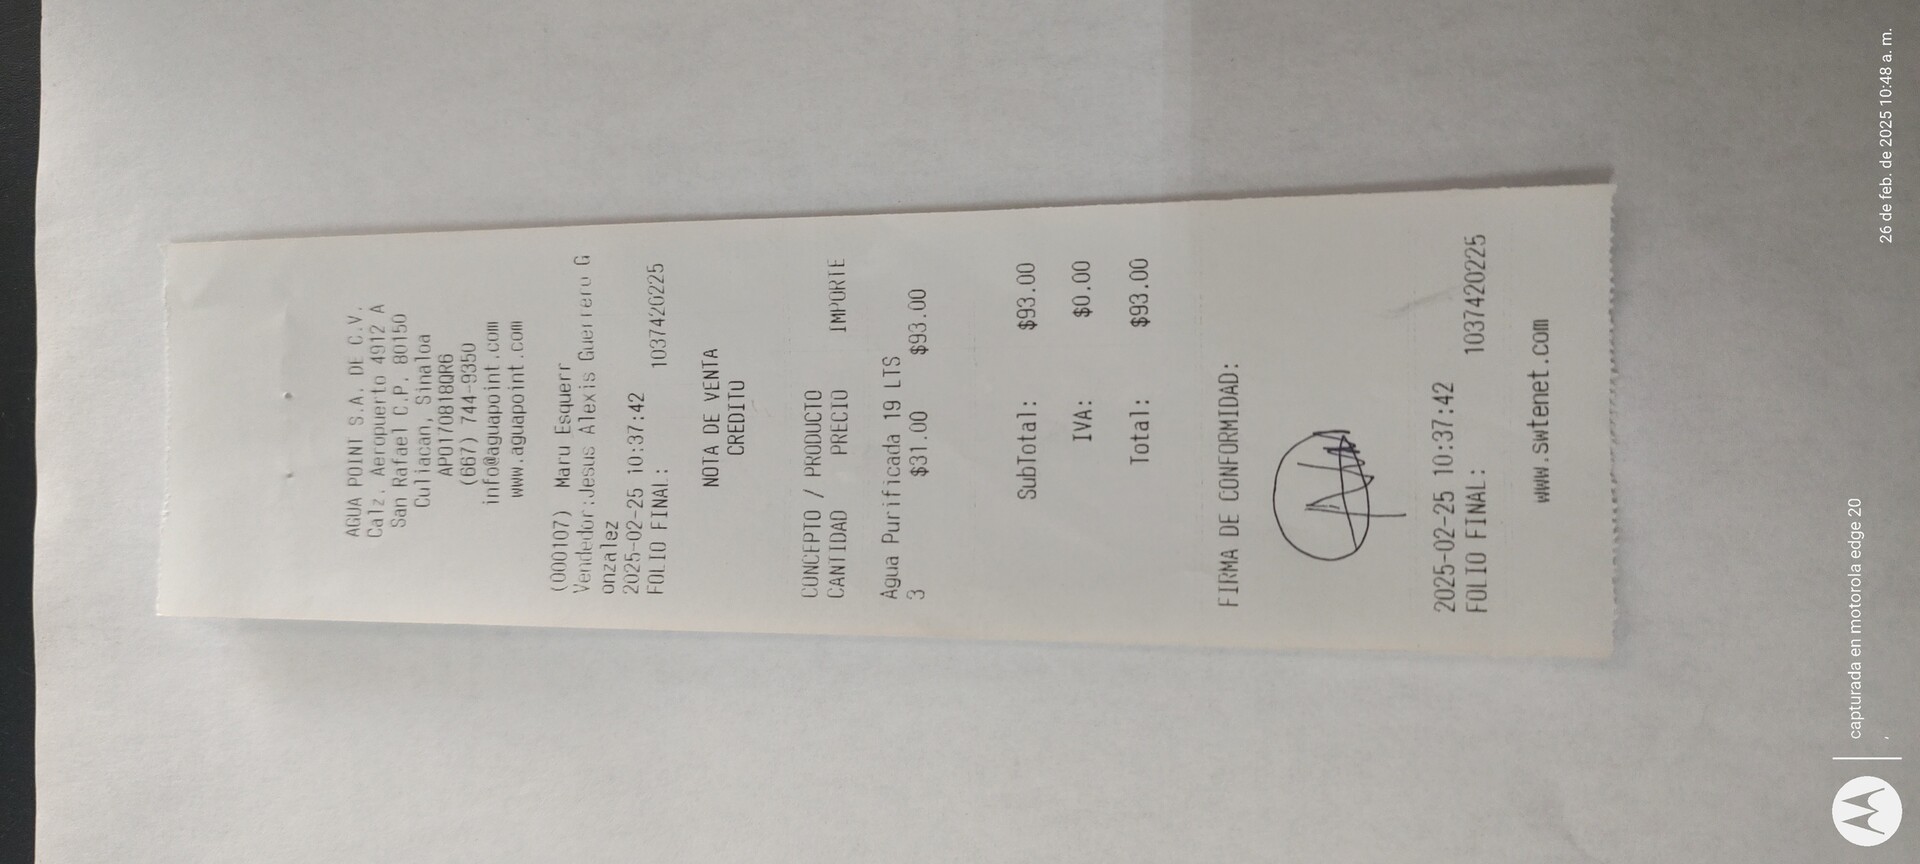 AGUA POINT S.A. DE C.V.
Calz. Aeropuerto 4912 A
San Rafael C.P. 80150
Culiacan, Sinaloa
APO170818QR6
(667) 744-9350
info@aguapoint.com
www.aguapoint.com
(000107) Maru Esquerr
Vendedor:Jesus Alexis Guerrero G
onzalez
2025-02-25 10:37:42
FOLIO FINAL: 1037420225
NOTA DE VENTA
CREDITO
CONCEPTO / PRODUCTO
CANTIDAD PRECIO IMPORTE
Agua Purificada 19 LTS
3 $31.00 $93.00
SubTotal: $93.00
IVA: $0.00
Total: $93.00
FIRMA DE CONFORMIDAD:
2025-02-25 10:37:42
FOLIO FINAL: 1037420225
www.swtenet.com
capturada en motorola edge 20
,
26 de feb. de 2025 10:48 a. m.